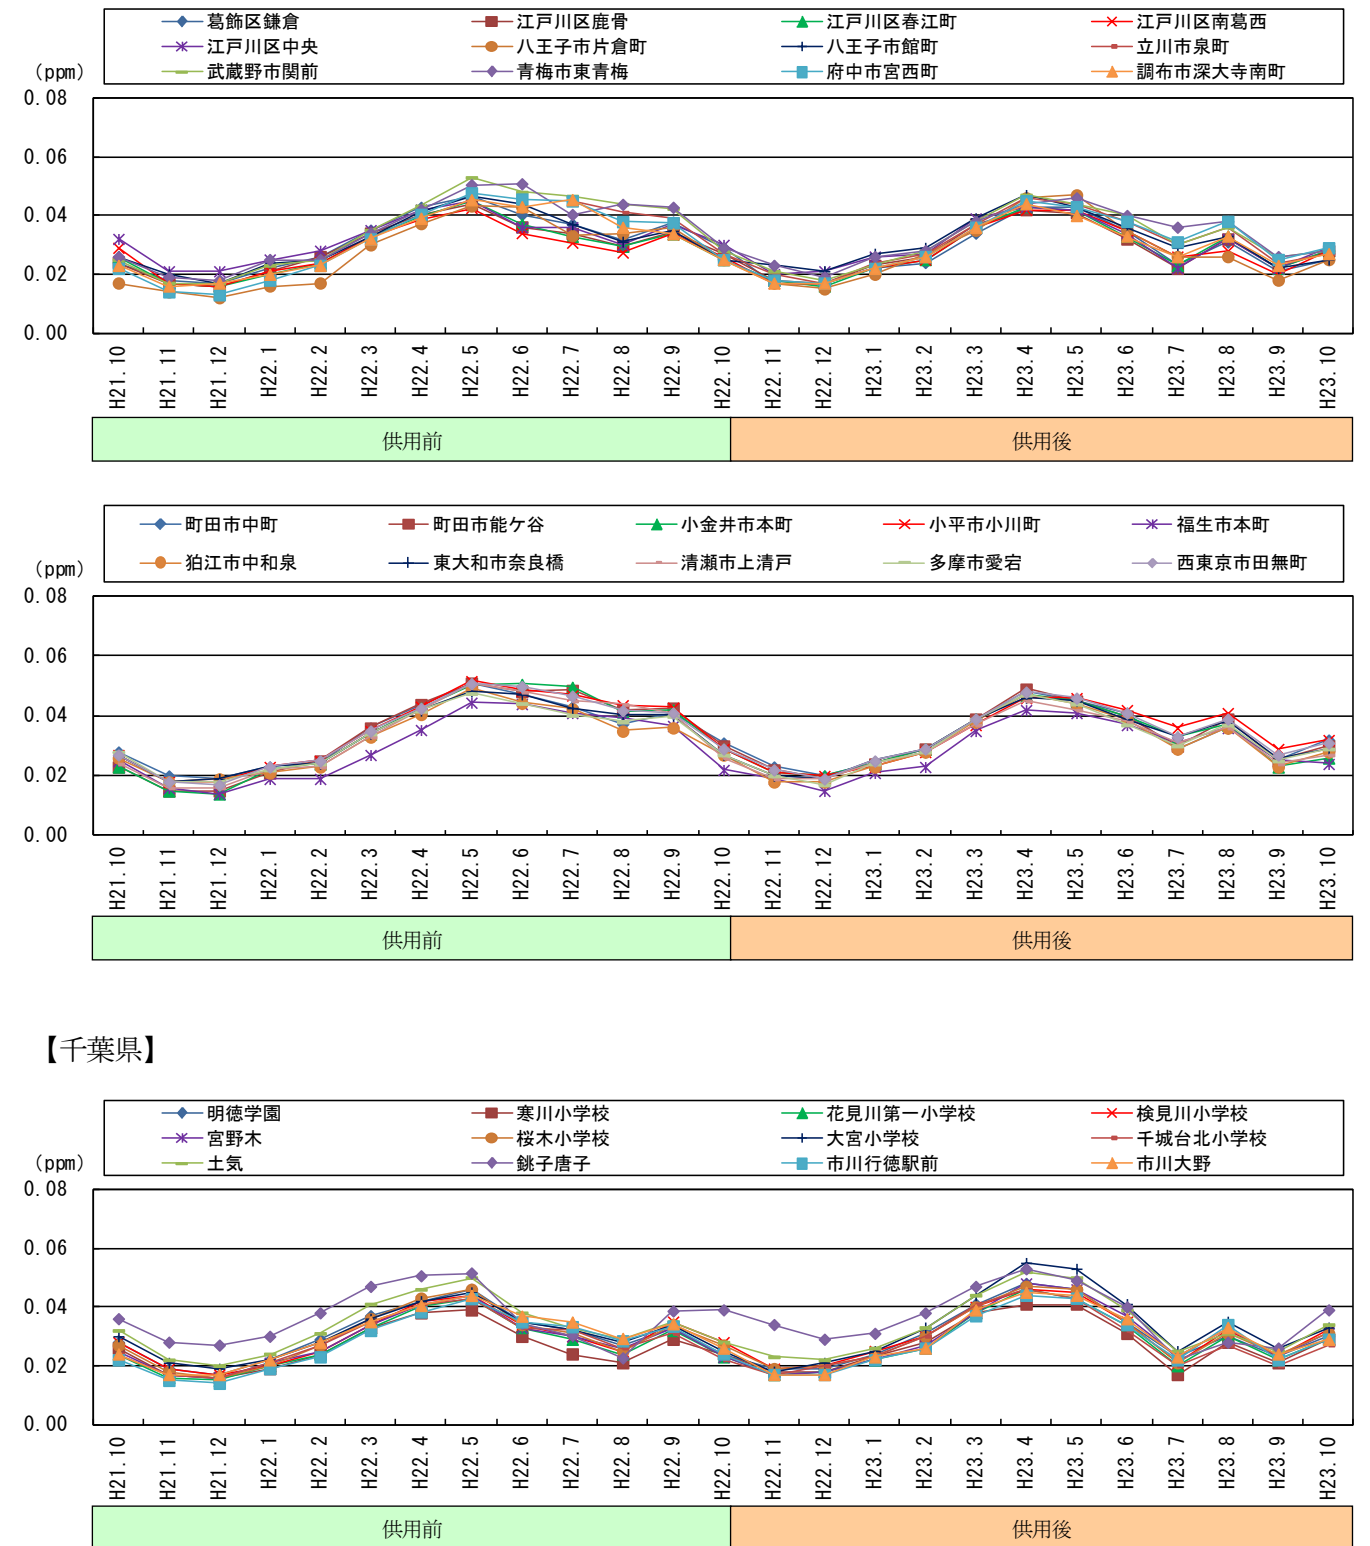 葛飾区鎌倉 江戸川区鹿骨 江戸川区春江町 江戸川区南葛西
江戸川区中央 八王子市片倉町 八王子市館町 立川市泉町
武蔵野市関前 青梅市東青梅 府中市宮西町 調布市深大寺南町
(ppm)
0.08
0.06
0.04
0.02
0.00
H21.10 H21.11 H21.12 H22.1 H22.2 H22.3 H22.4 H22.5 H22.6 H22.7 H22.8 H22.9 H22.10 H22.11 H22.12 H23.1 H23.2 H23.3 H23.4 H23.5 H23.6 H23.7 H23.8 H23.9 H23.10
供用前 供用後
町田市中町 町田市能ケ谷 小金井市本町 小平市小川町 福生市本町
狛江市中和泉 東大和市奈良橋 清瀬市上清戸 多摩市愛宕 西東京市田無町
(ppm)
0.08
0.06
0.04
0.02
0.00
H21.10 H21.11 H21.12 H22.1 H22.2 H22.3 H22.4 H22.5 H22.6 H22.7 H22.8 H22.9 H22.10 H22.11 H22.12 H23.1 H23.2 H23.3 H23.4 H23.5 H23.6 H23.7 H23.8 H23.9 H23.10
供用前 供用後
【千葉県】
明徳学園 寒川小学校 花見川第一小学校 検見川小学校
宮野木 桜木小学校 大宮小学校 千城台北小学校
土気 銚子唐子 市川行徳駅前 市川大野
(ppm)
0.08
0.06
0.04
0.02
0.00
H21.10 H21.11 H21.12 H22.1 H22.2 H22.3 H22.4 H22.5 H22.6 H22.7 H22.8 H22.9 H22.10 H22.11 H22.12 H23.1 H23.2 H23.3 H23.4 H23.5 H23.6 H23.7 H23.8 H23.9 H23.10
供用前 供用後